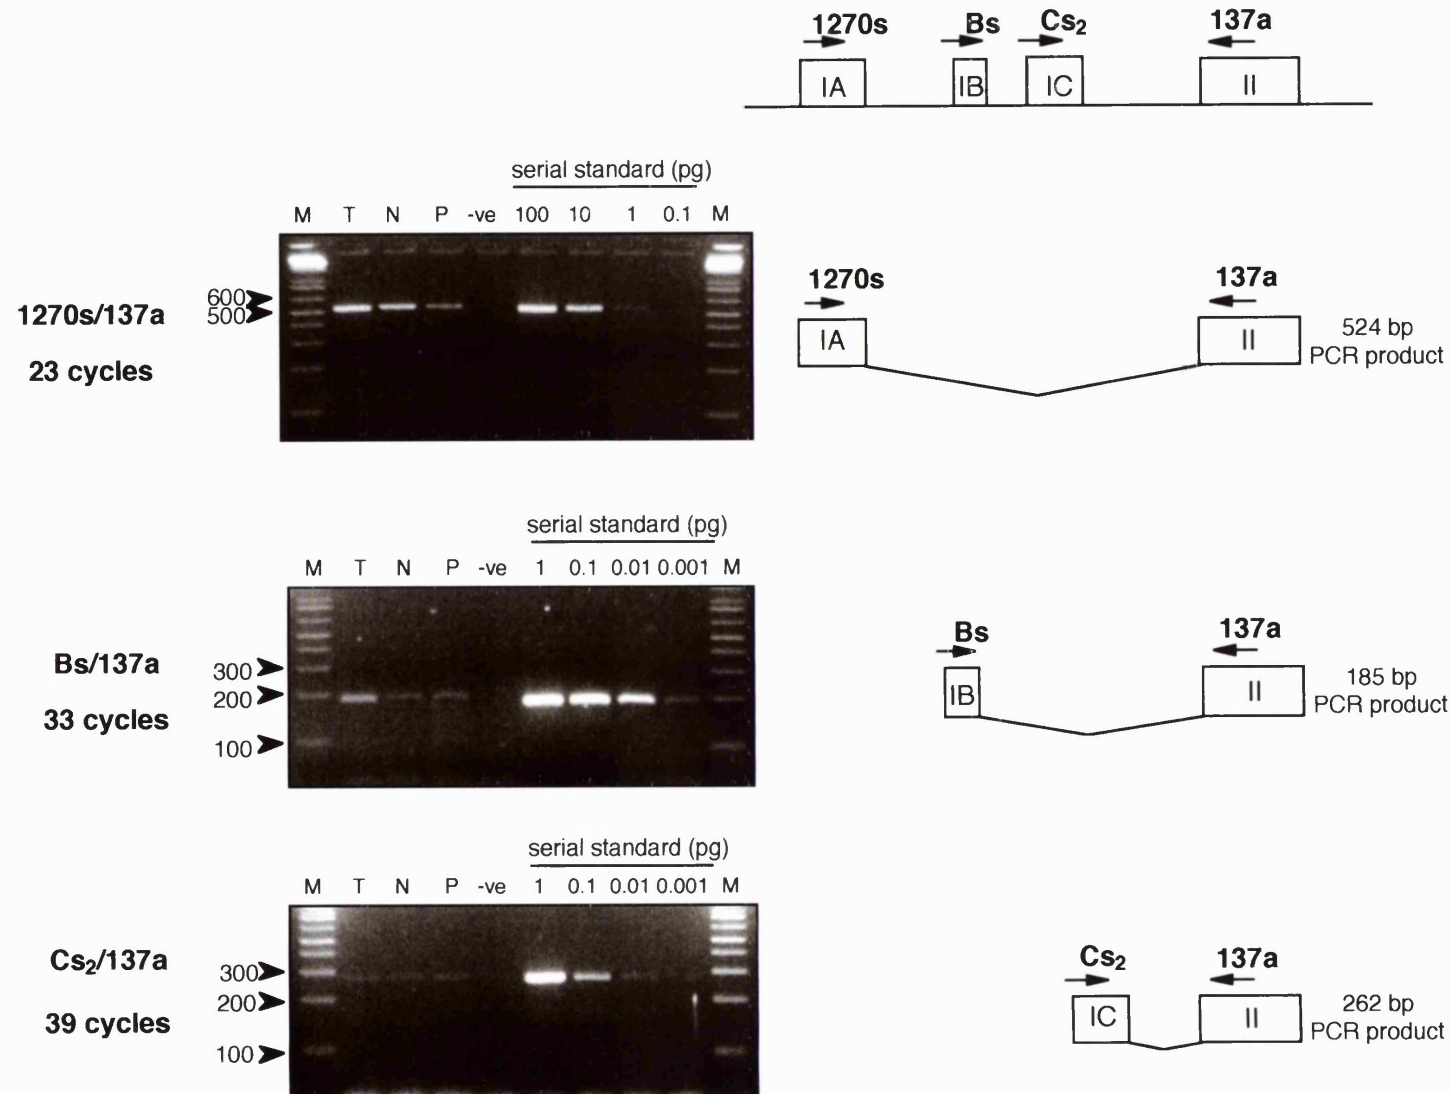 1270s Bs Cs₂ 137a
IA IB IC II
serial standard (pg)
M T N P -ve 100 10 1 0.1 M
1270s/137a
23 cycles
600
500
1270s 137a
IA II
524 bp
PCR product
serial standard (pg)
M T N P -ve 1 0.1 0.01 0.001 M
Bs/137a
33 cycles
300
200
100
Bs 137a
IB II
185 bp
PCR product
serial standard (pg)
M T N P -ve 1 0.1 0.01 0.001 M
Cs₂/137a
39 cycles
300
200
100
Cs₂ 137a
IC II
262 bp
PCR product